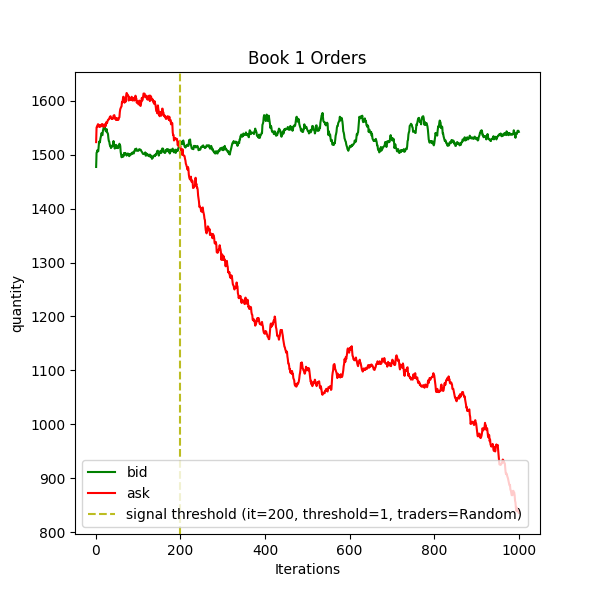 Book 1 Orders
quantity
1600
1500
1400
1300
1200
1100
1000
900
800
bid
ask
signal threshold (it=200, threshold=1, traders=Random)
0 200 400 600 800 1000
Iterations